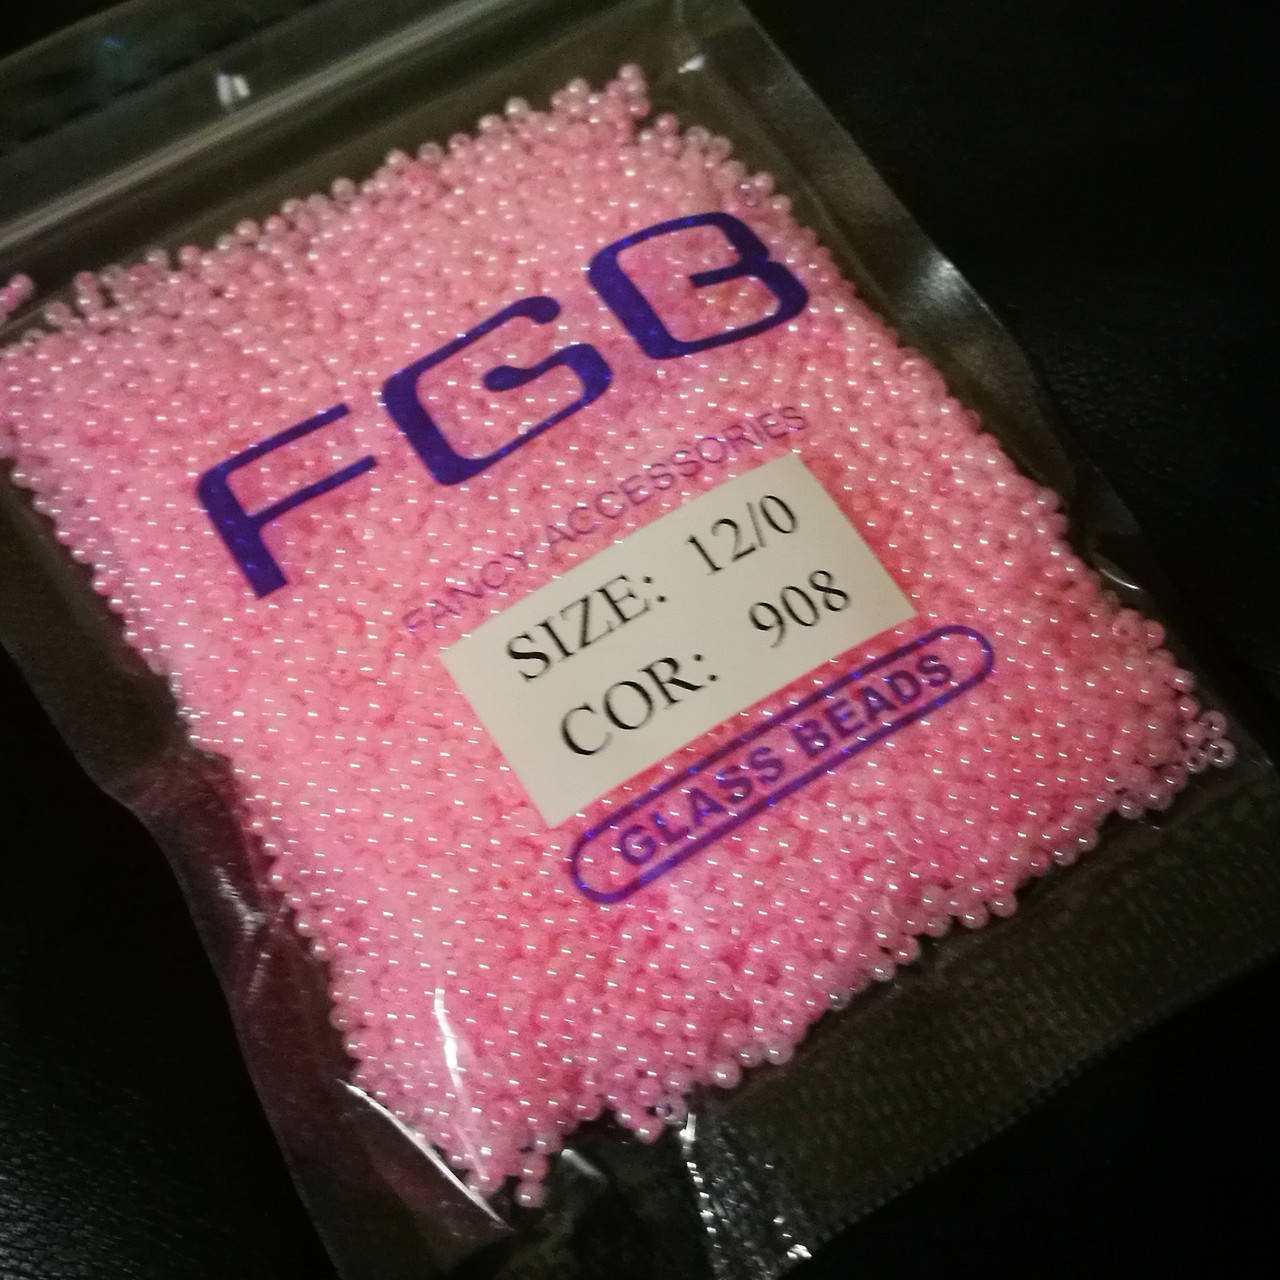 FGB
FANCY ACCESSORIES
SIZE: 12/0
COR: 908
GLASS BEADS